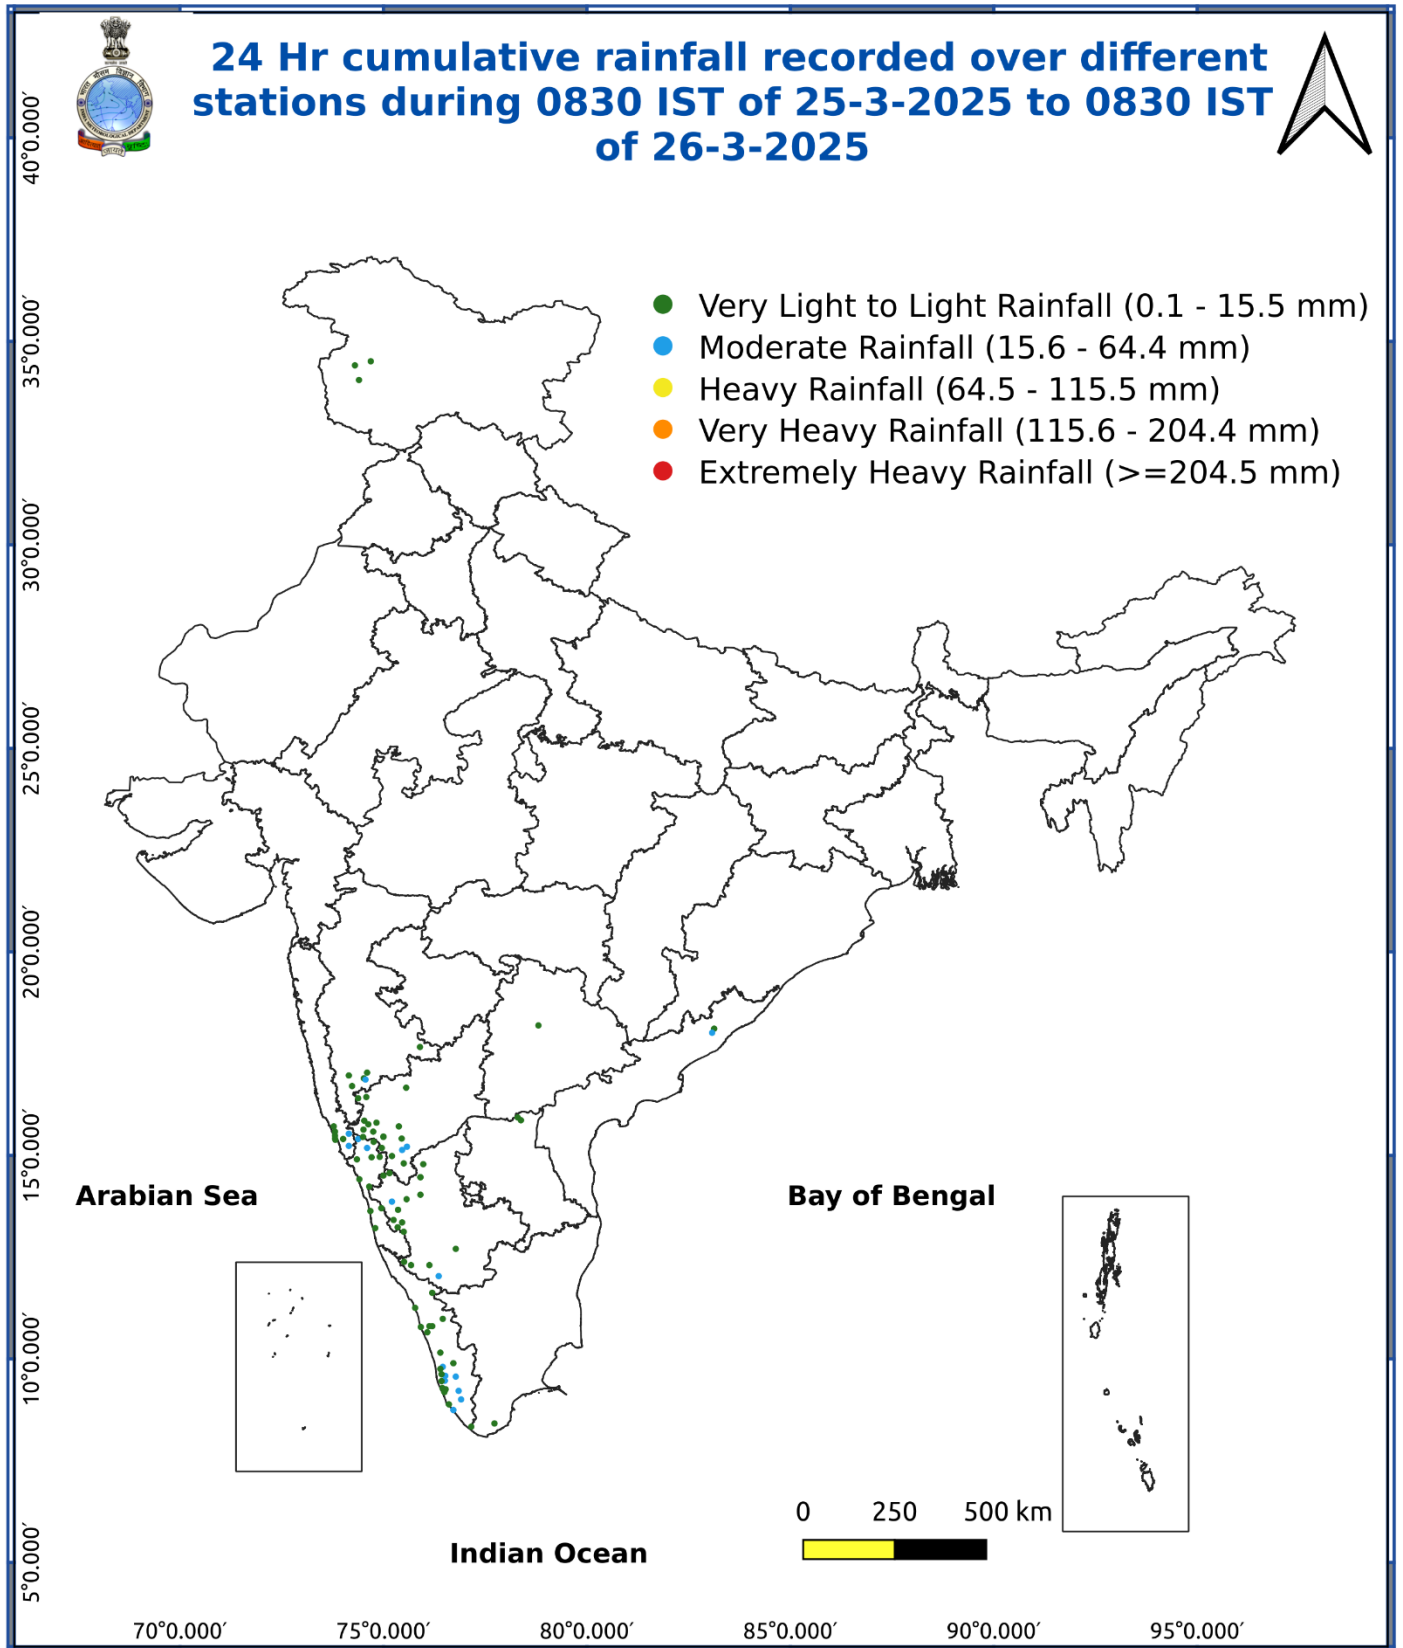 24 Hr cumulative rainfall recorded over different
stations during 0830 IST of 25-3-2025 to 0830 IST
of 26-3-2025
Very Light to Light Rainfall (0.1 - 15.5 mm)
Moderate Rainfall (15.6 - 64.4 mm)
Heavy Rainfall (64.5 - 115.5 mm)
Very Heavy Rainfall (115.6 - 204.4 mm)
Extremely Heavy Rainfall (>=204.5 mm)
40°0.000′
35°0.000′
30°0.000′
25°0.000′
20°0.000′
15°0.000′
10°0.000′
5°0.000′
Arabian Sea
Bay of Bengal
Indian Ocean
0 250 500 km
70°0.000′ 75°0.000′ 80°0.000′ 85°0.000′ 90°0.000′ 95°0.000′